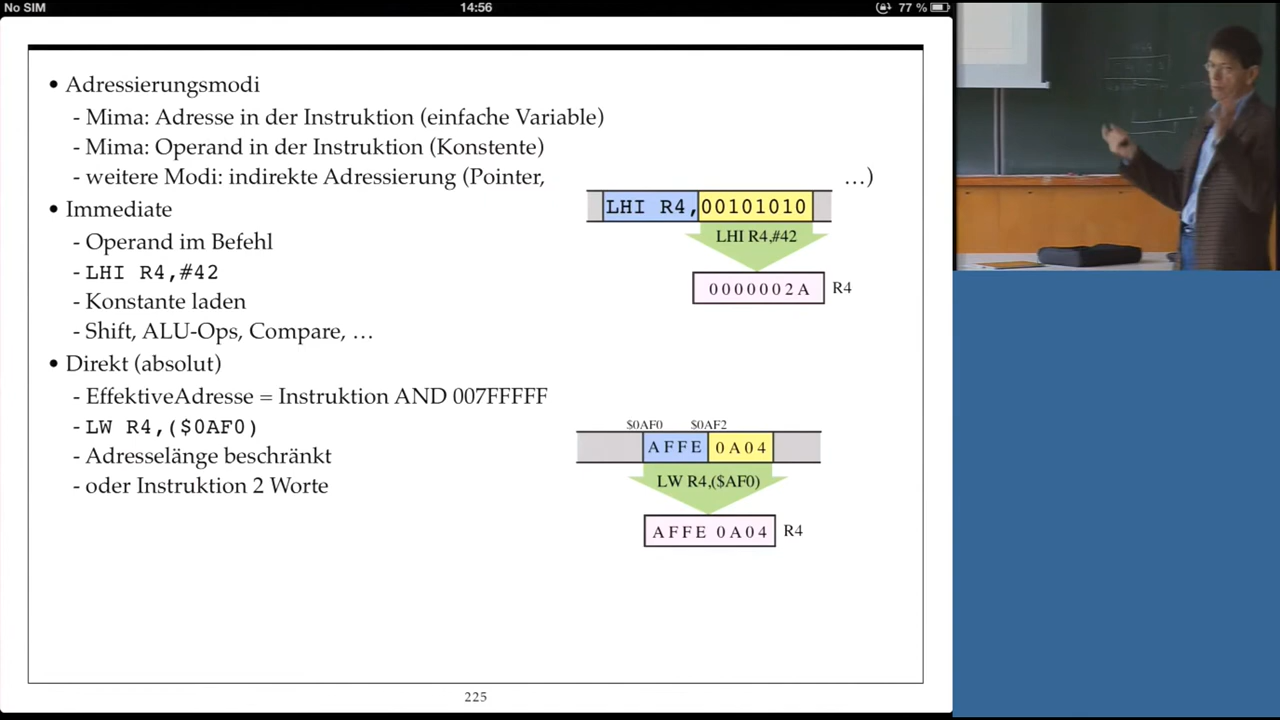 No SIM 14:56 77 %
• Adressierungsmodi
- Mima: Adresse in der Instruktion (einfache Variable)
- Mima: Operand in der Instruktion (Konstente)
- weitere Modi: indirekte Adressierung (Pointer, …)
• Immediate
- Operand im Befehl
- LHI R4,#42
- Konstante laden
- Shift, ALU-Ops, Compare, …
LHI R4,00101010
LHI R4,#42
0000002A R4
• Direkt (absolut)
- EffektiveAdresse = Instruktion AND 007FFFFF
- LW R4,($0AF0)
- Adresselänge beschränkt
- oder Instruktion 2 Worte
$0AF0 $0AF2
AFFE 0A04
LW R4,($AF0)
AFFE 0A04 R4
225